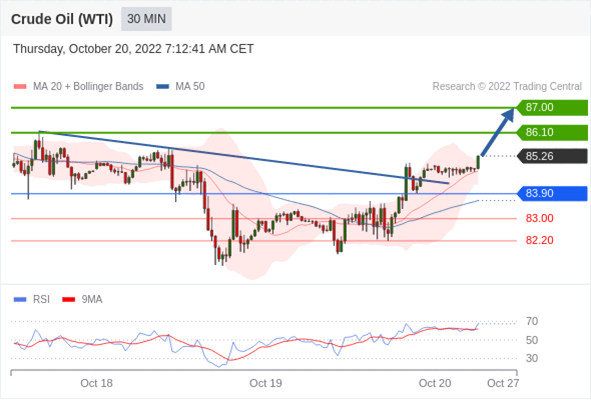 Crude Oil (WTI) 30 MIN
Thursday, October 20, 2022 7:12:41 AM CET
MA 20 + Bollinger Bands MA 50 Research © 2022 Trading Central
87.00
86.10
85.26
83.90
83.00
82.20
RSI 9MA
70
50
30
Oct 18 Oct 19 Oct 20 Oct 27